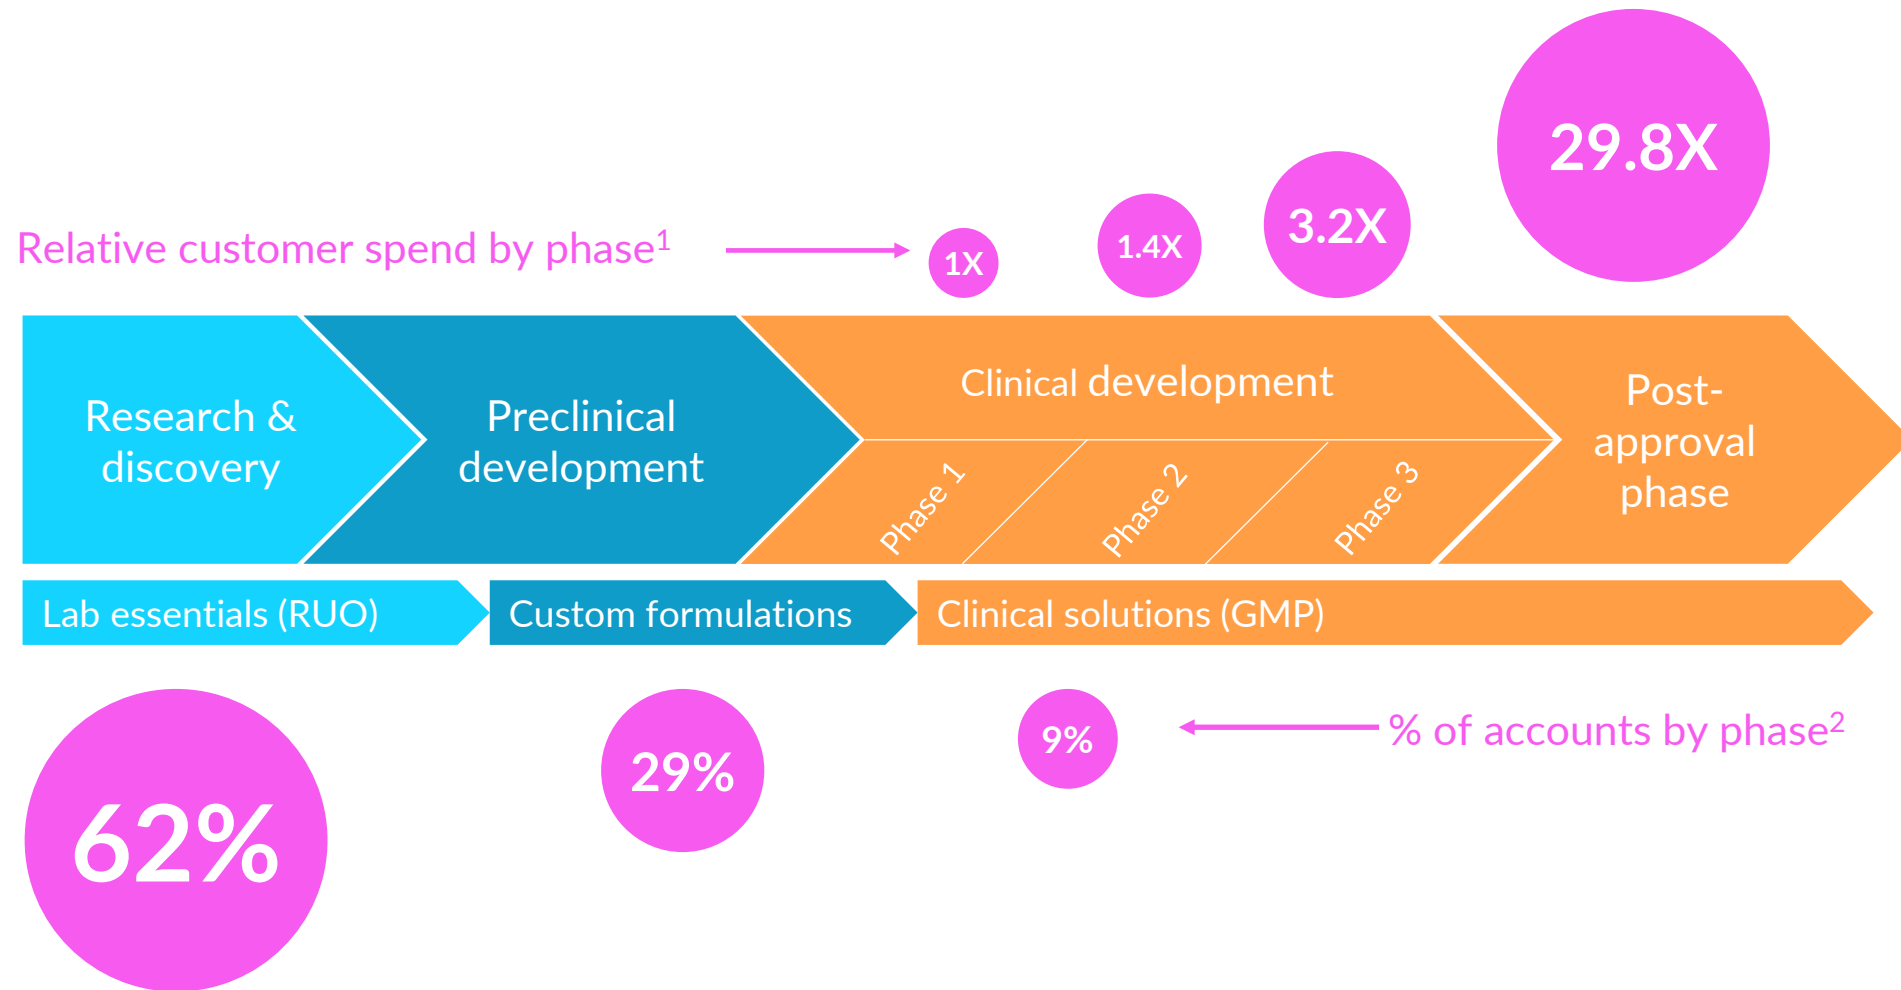 29.8X
3.2X
1.4X
1X
Relative customer spend by phase1
Research &
discovery
Preclinical
development
Clinical development
Phase 1
Phase 2
Phase 3
Post-
approval
phase
Lab essentials (RUO)
Custom formulations
Clinical solutions (GMP)
62%
29%
9%
% of accounts by phase2